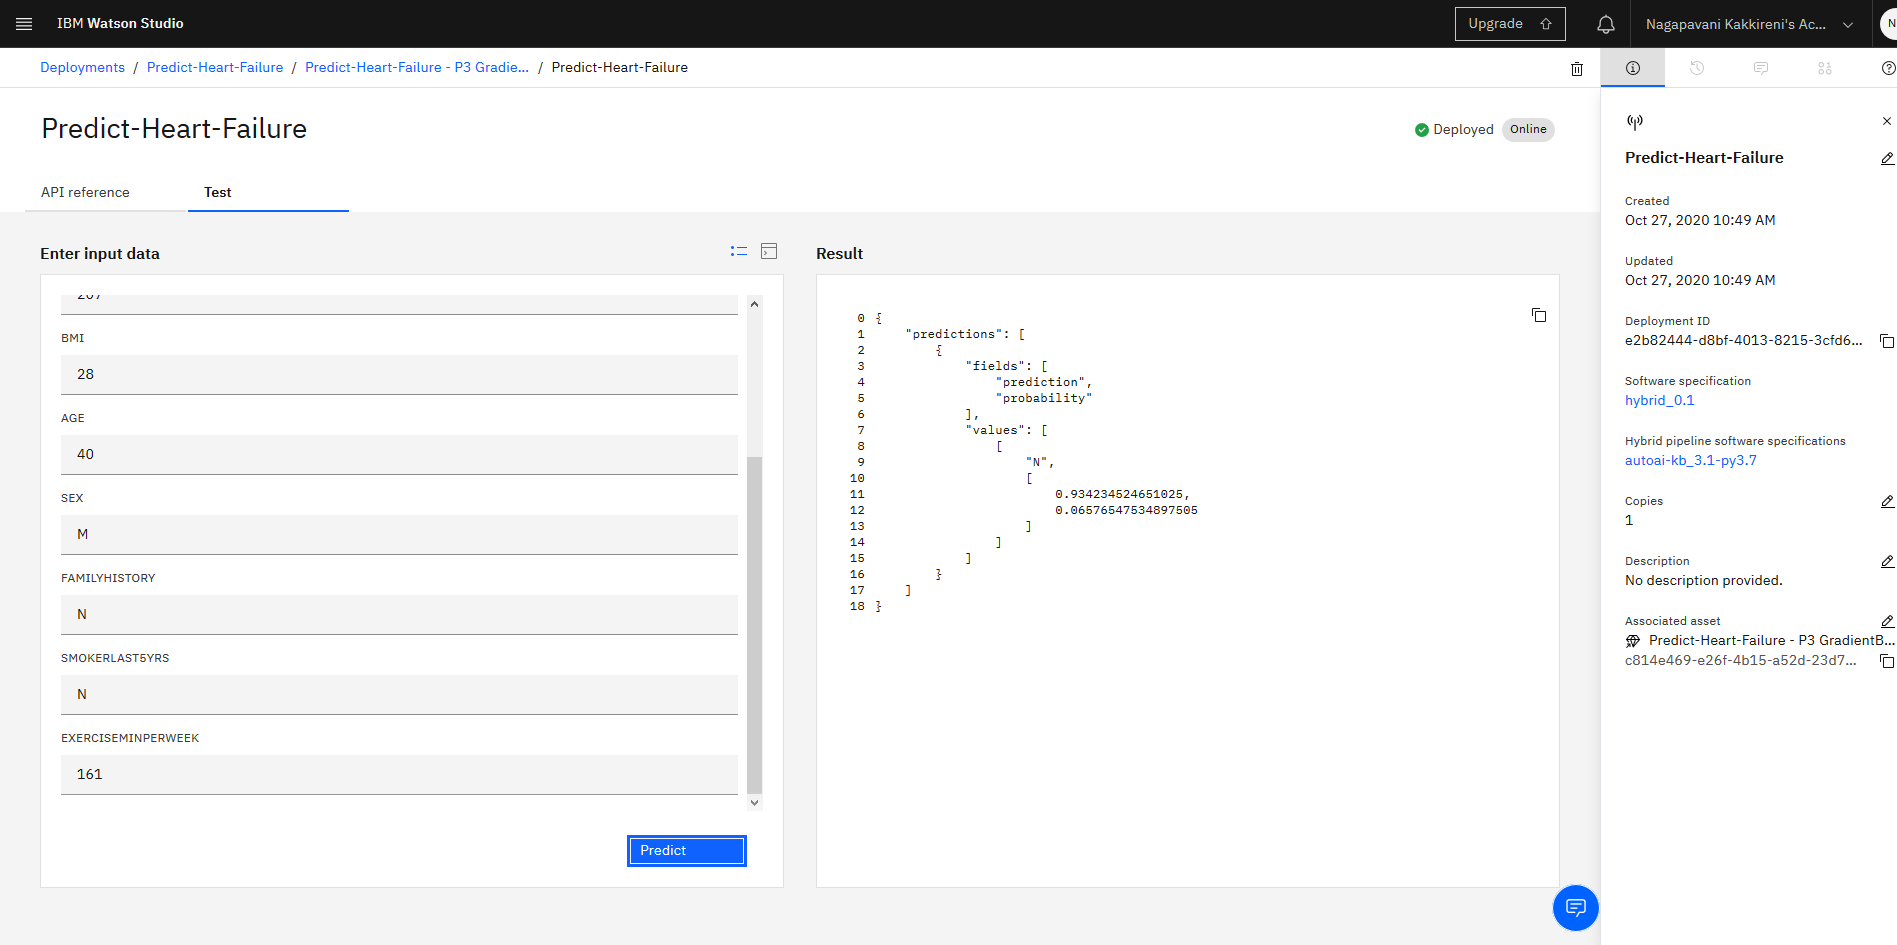 IBM Watson Studio
Upgrade
Nagapavani Kakkireni's Ac...
N
Deployments / Predict-Heart-Failure / Predict-Heart-Failure - P3 Gradie... / Predict-Heart-Failure
Predict-Heart-Failure
Deployed
Online
API reference
Test
Enter input data
BMI
28
AGE
40
SEX
M
FAMILYHISTORY
N
SMOKERLAST5YRS
N
EXERCISEMINPERWEEK
161
Predict
Result
0 {
1 "predictions": [
2 {
3 "fields": [
4 "prediction",
5 "probability"
6 ],
7 "values": [
8 [
9 "N",
10 [
11 0.934234524651025,
12 0.06576547534897505
13 ]
14 ]
15 ]
16 }
17 ]
18 }
Predict-Heart-Failure
Created
Oct 27, 2020 10:49 AM
Updated
Oct 27, 2020 10:49 AM
Deployment ID
e2b82444-d8bf-4013-8215-3cfd6...
Software specification
hybrid_0.1
Hybrid pipeline software specifications
autoai-kb_3.1-py3.7
Copies
1
Description
No description provided.
Associated asset
Predict-Heart-Failure - P3 GradientB...
c814e469-e26f-4b15-a52d-23d7...